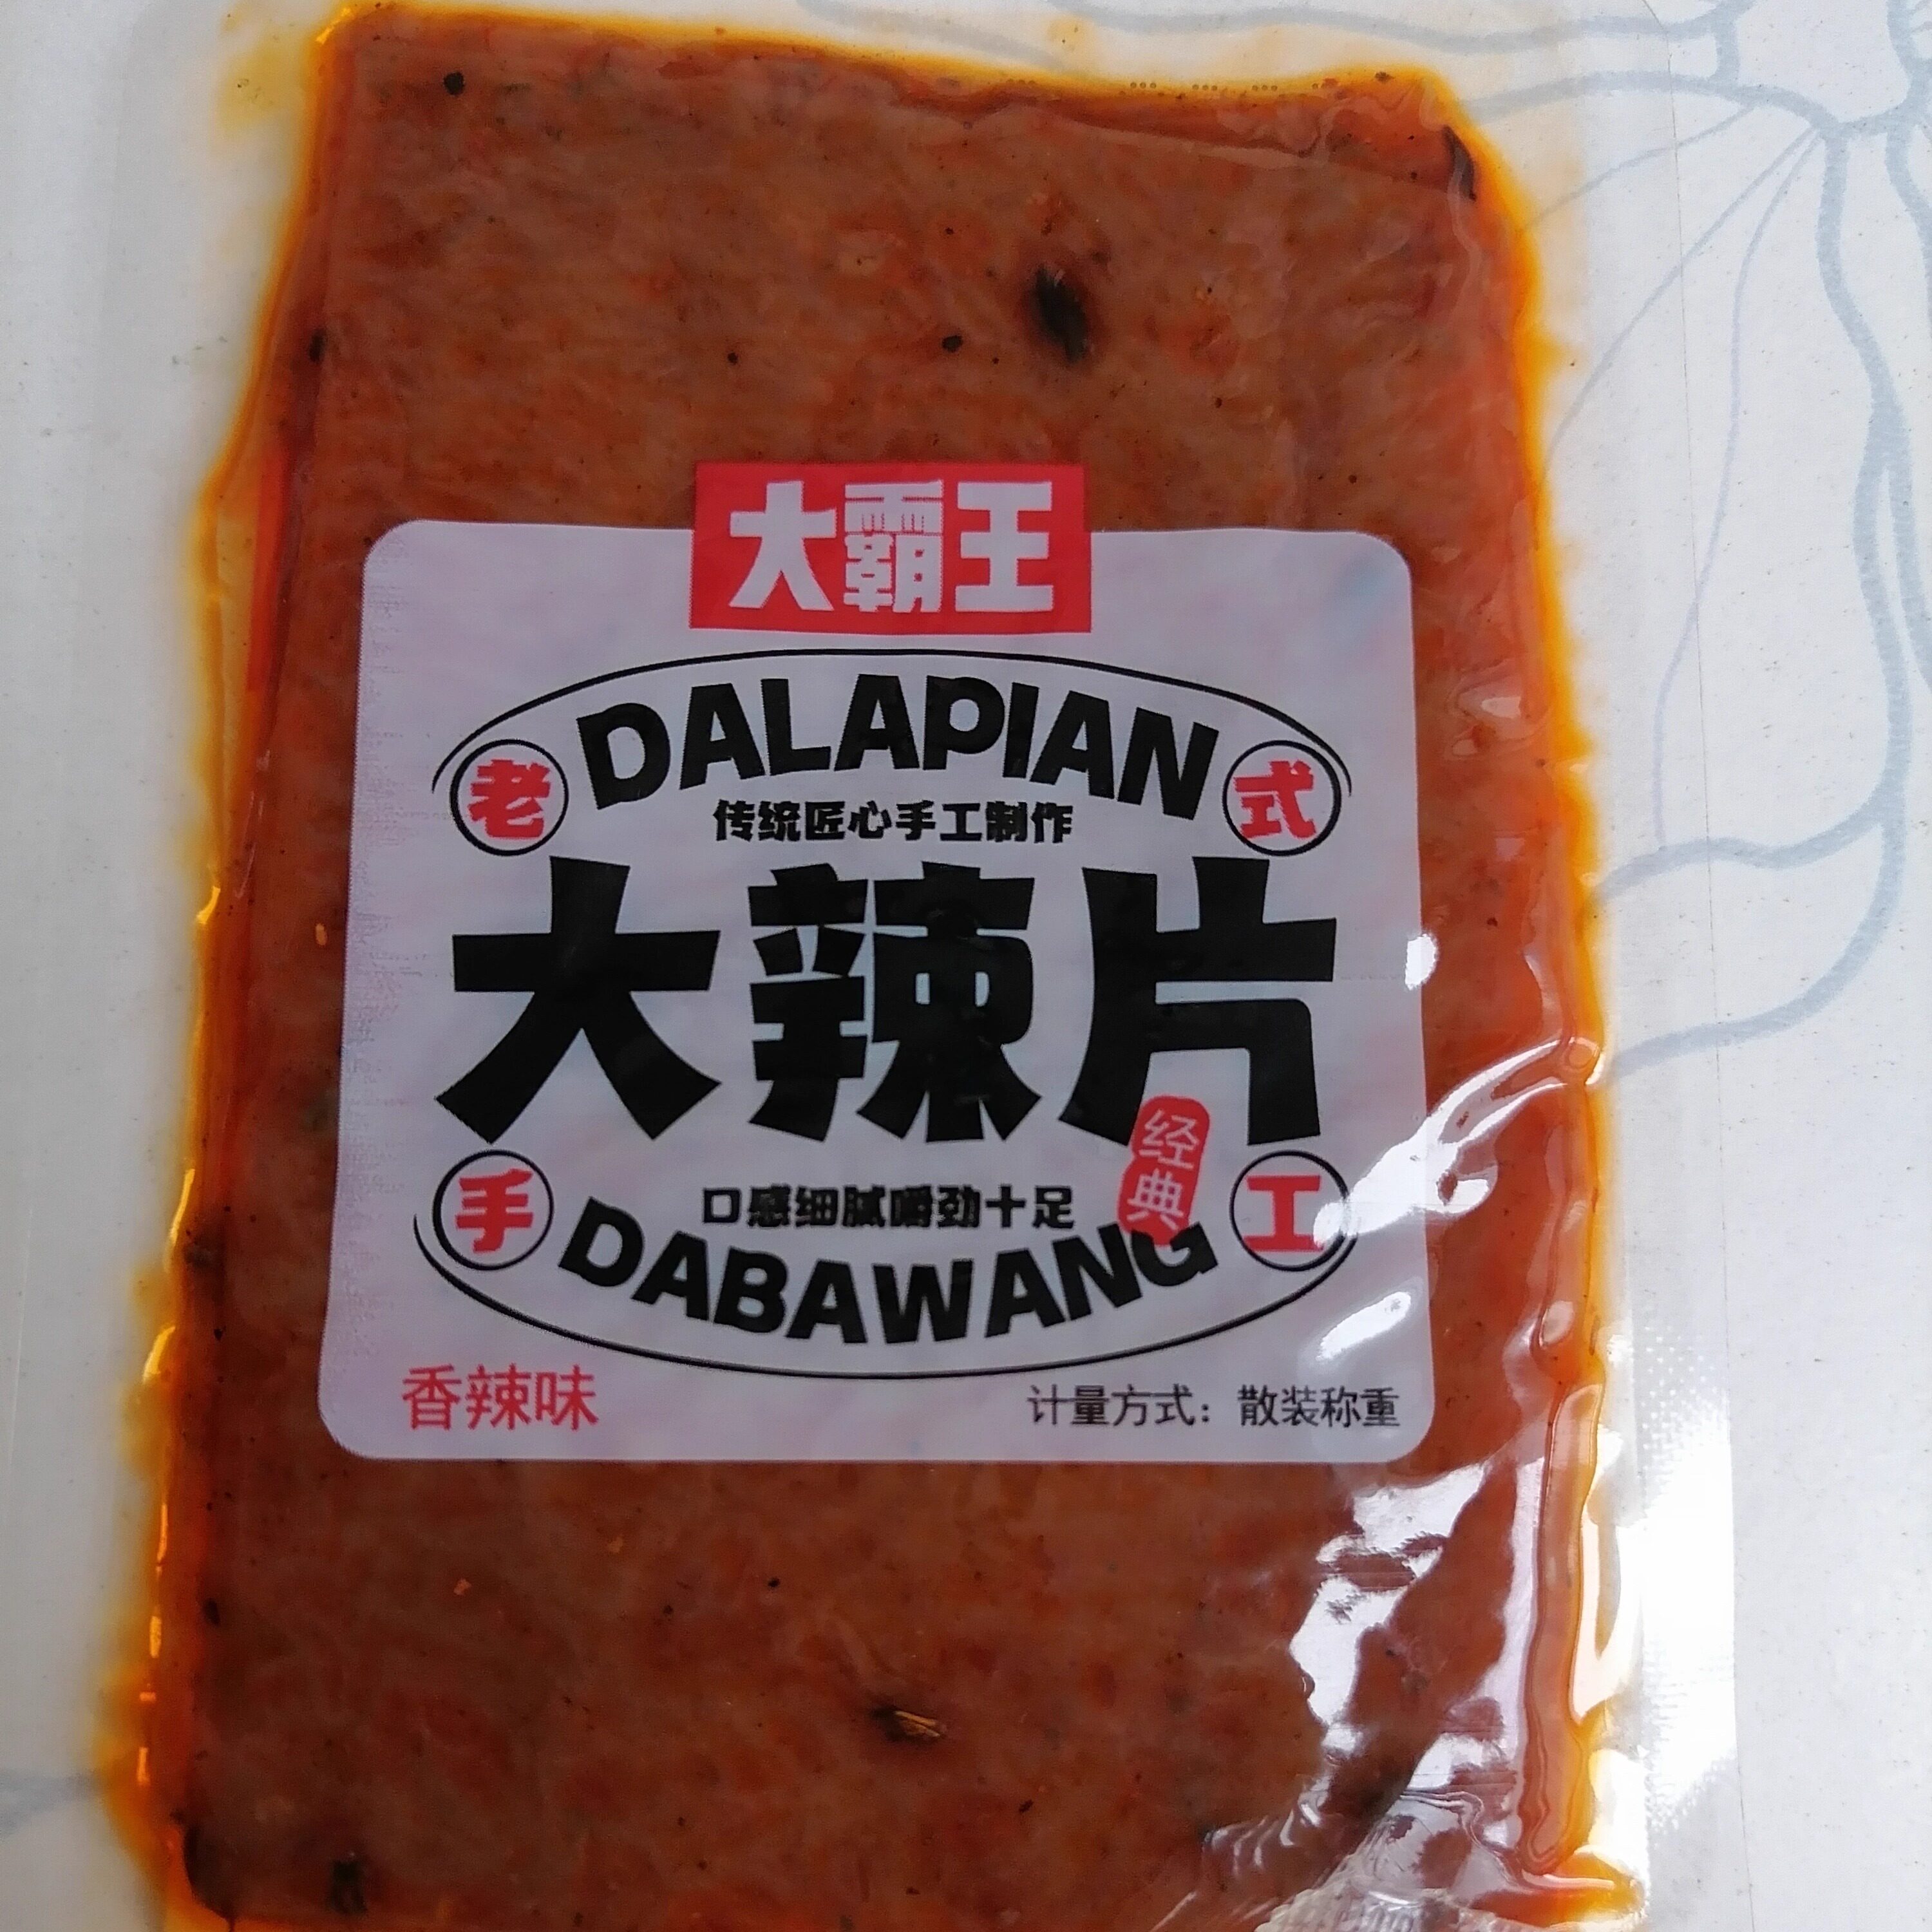 大霸王
DALAPIAN
老 式
传统匠心手工制作
大辣片
经典
手 工
口感细腻嚼劲十足
DABAWANG
香辣味
计量方式：散装称重